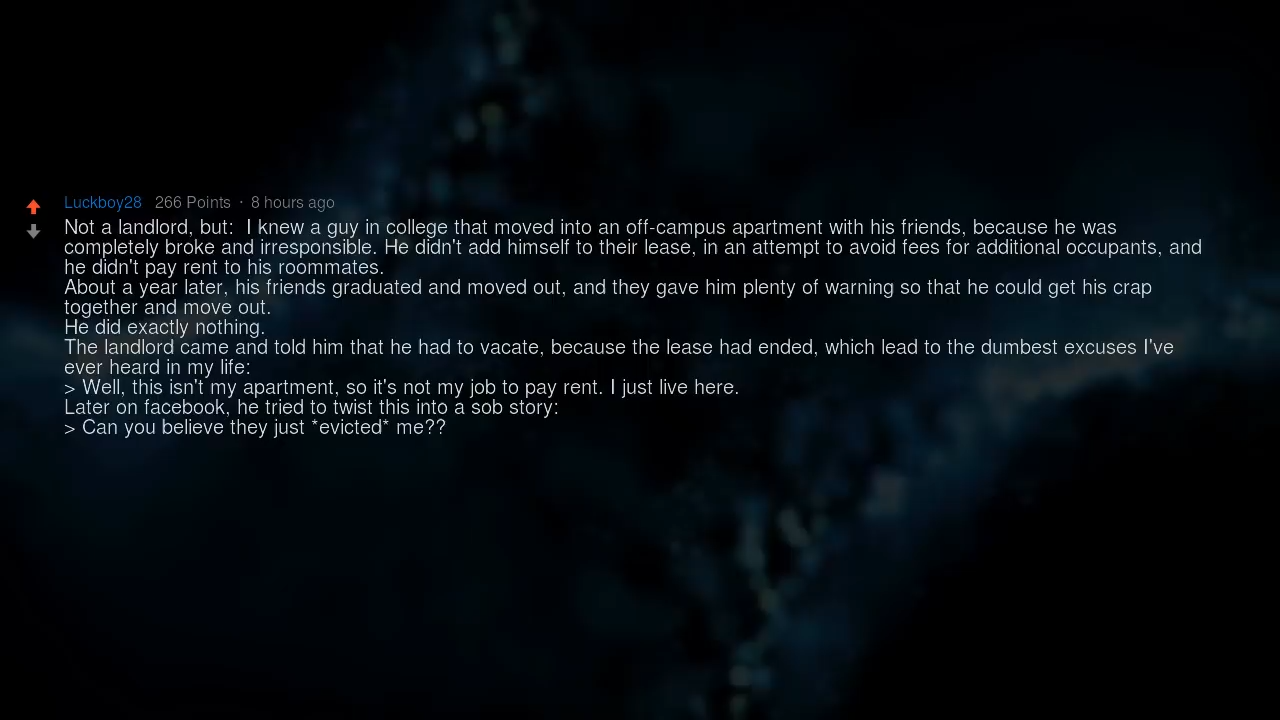 Luckboy28 266 Points · 8 hours ago
Not a landlord, but:  I knew a guy in college that moved into an off-campus apartment with his friends, because he was
completely broke and irresponsible. He didn't add himself to their lease, in an attempt to avoid fees for additional occupants, and
he didn't pay rent to his roommates.
About a year later, his friends graduated and moved out, and they gave him plenty of warning so that he could get his crap
together and move out.
He did exactly nothing.
The landlord came and told him that he had to vacate, because the lease had ended, which lead to the dumbest excuses I've
ever heard in my life:
> Well, this isn't my apartment, so it's not my job to pay rent. I just live here.
Later on facebook, he tried to twist this into a sob story:
> Can you believe they just *evicted* me??